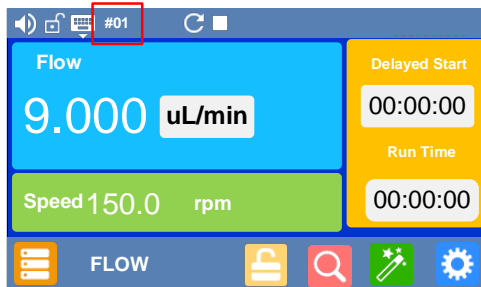 #01
Flow
9.000 uL/min
Speed 150.0 rpm
Delayed Start
00:00:00
Run Time
00:00:00
FLOW